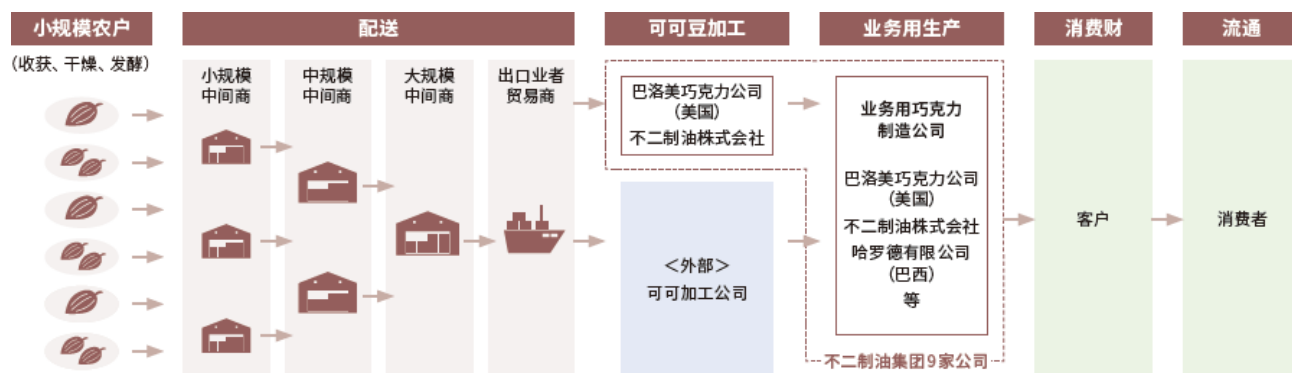 小规模农户
配送
可可豆加工
业务用生产
消费财
流通
(收获、干燥、发酵)
小规模
中间商
中规模
中间商
大规模
中间商
出口业者
贸易商
巴洛美巧克力公司
(美国)
不二制油株式会社
＜外部＞
可可加工公司
业务用巧克力
制造公司
巴洛美巧克力公司
(美国)
不二制油株式会社
哈罗德有限公司
(巴西)
等
不二制油集团9家公司
客户
消费者